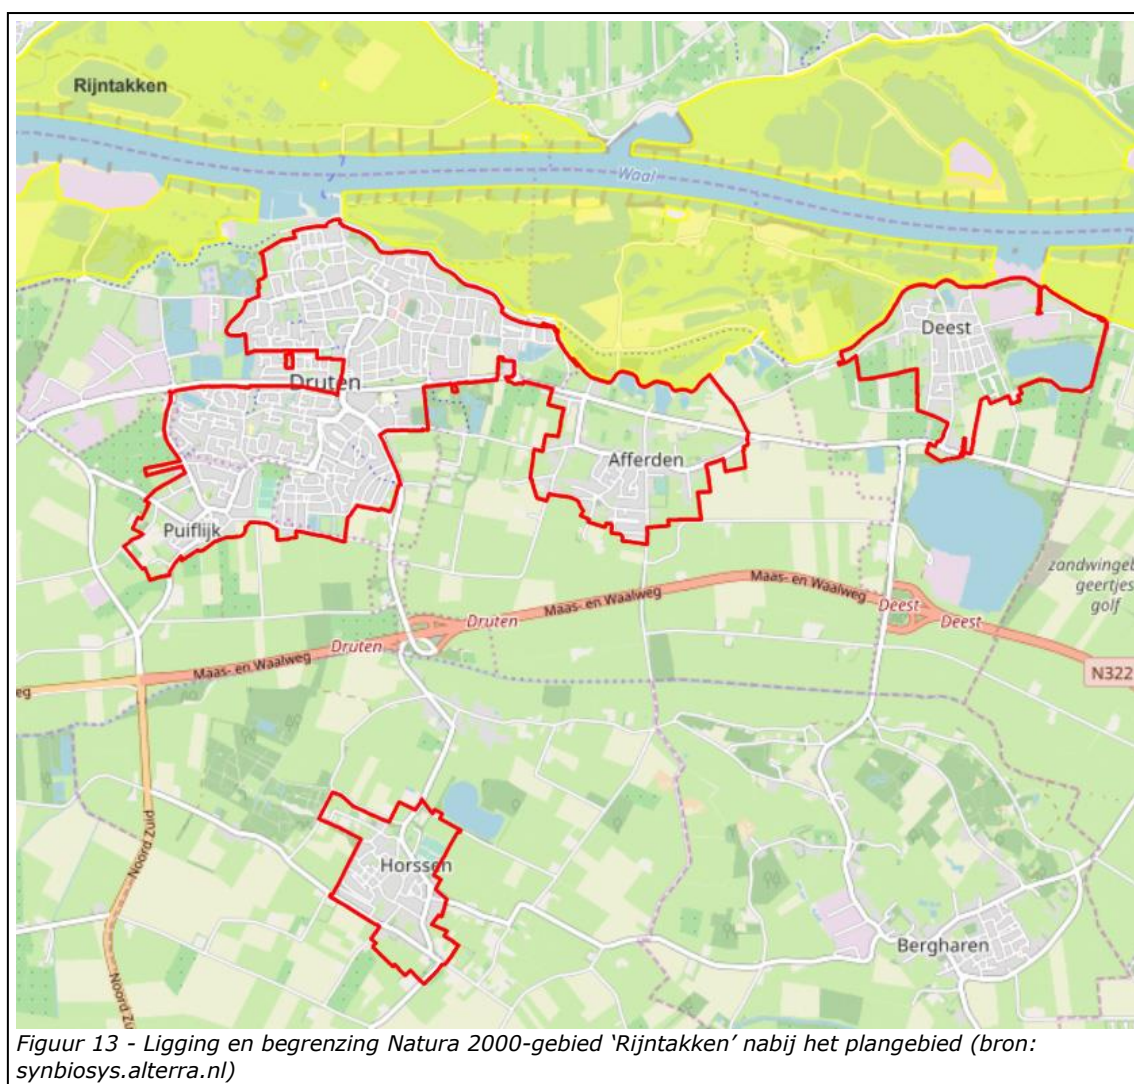 Rijntakken
Waal
Deest
Druten
Afferden
Puiflijk
zandwingeb
geertjes
golf
Maas- en Waalweg
Maas- en Waalweg
Deest
Druten
Deest
Druten
Maas- en Waalweg
eg
N322
Noord Zuid
Horssen
Bergharen
Noord Zu
Figuur 13 - Ligging en begrenzing Natura 2000-gebied ‘Rijntakken’ nabij het plangebied (bron:
synbiosys.alterra.nl)